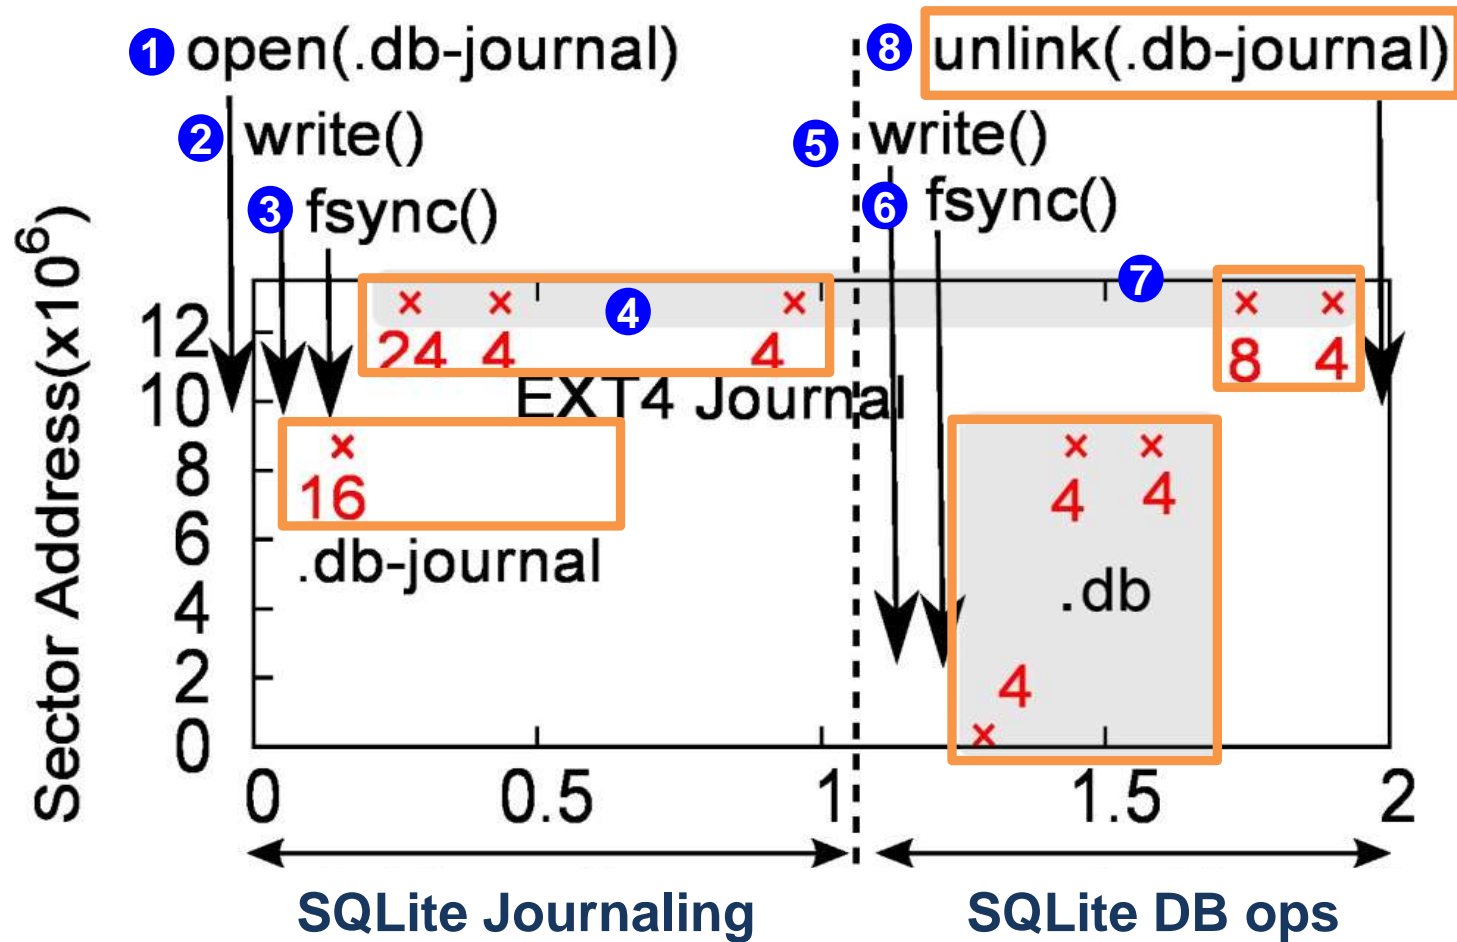 1 open(.db-journal)
8 unlink(.db-journal)
2 write()
5 write()
3 fsync()
6 fsync()
7
4
12
24 4 4
8 4
10
EXT4 Journal
8
16
4 4
6
.db-journal
.db
4
2
4
0
Sector Address(x10⁶)
0 0.5 1 1.5 2
SQLite Journaling
SQLite DB ops